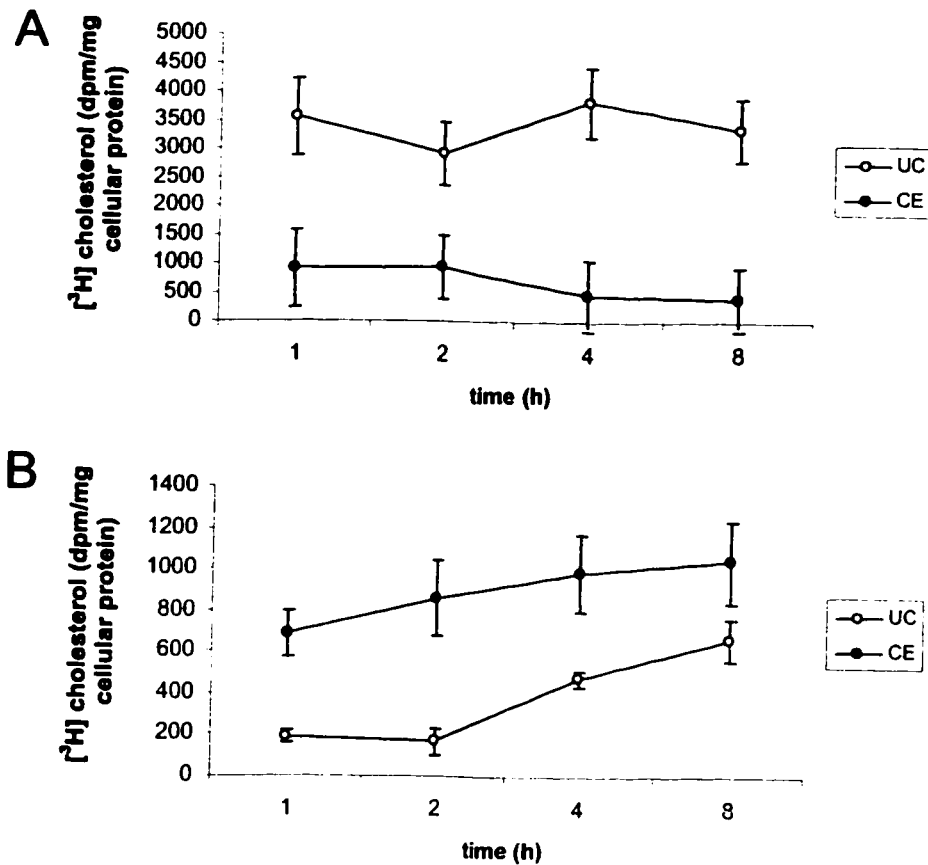 A
[³H] cholesterol (dpm/mg
cellular protein)
5000
4500
4000
3500
3000
2500
2000
1500
1000
500
0
1 2 4 8
time (h)
UC
CE
B
[³H] cholesterol (dpm/mg
cellular protein)
1400
1200
1000
800
600
400
200
0
1 2 4 8
time (h)
UC
CE